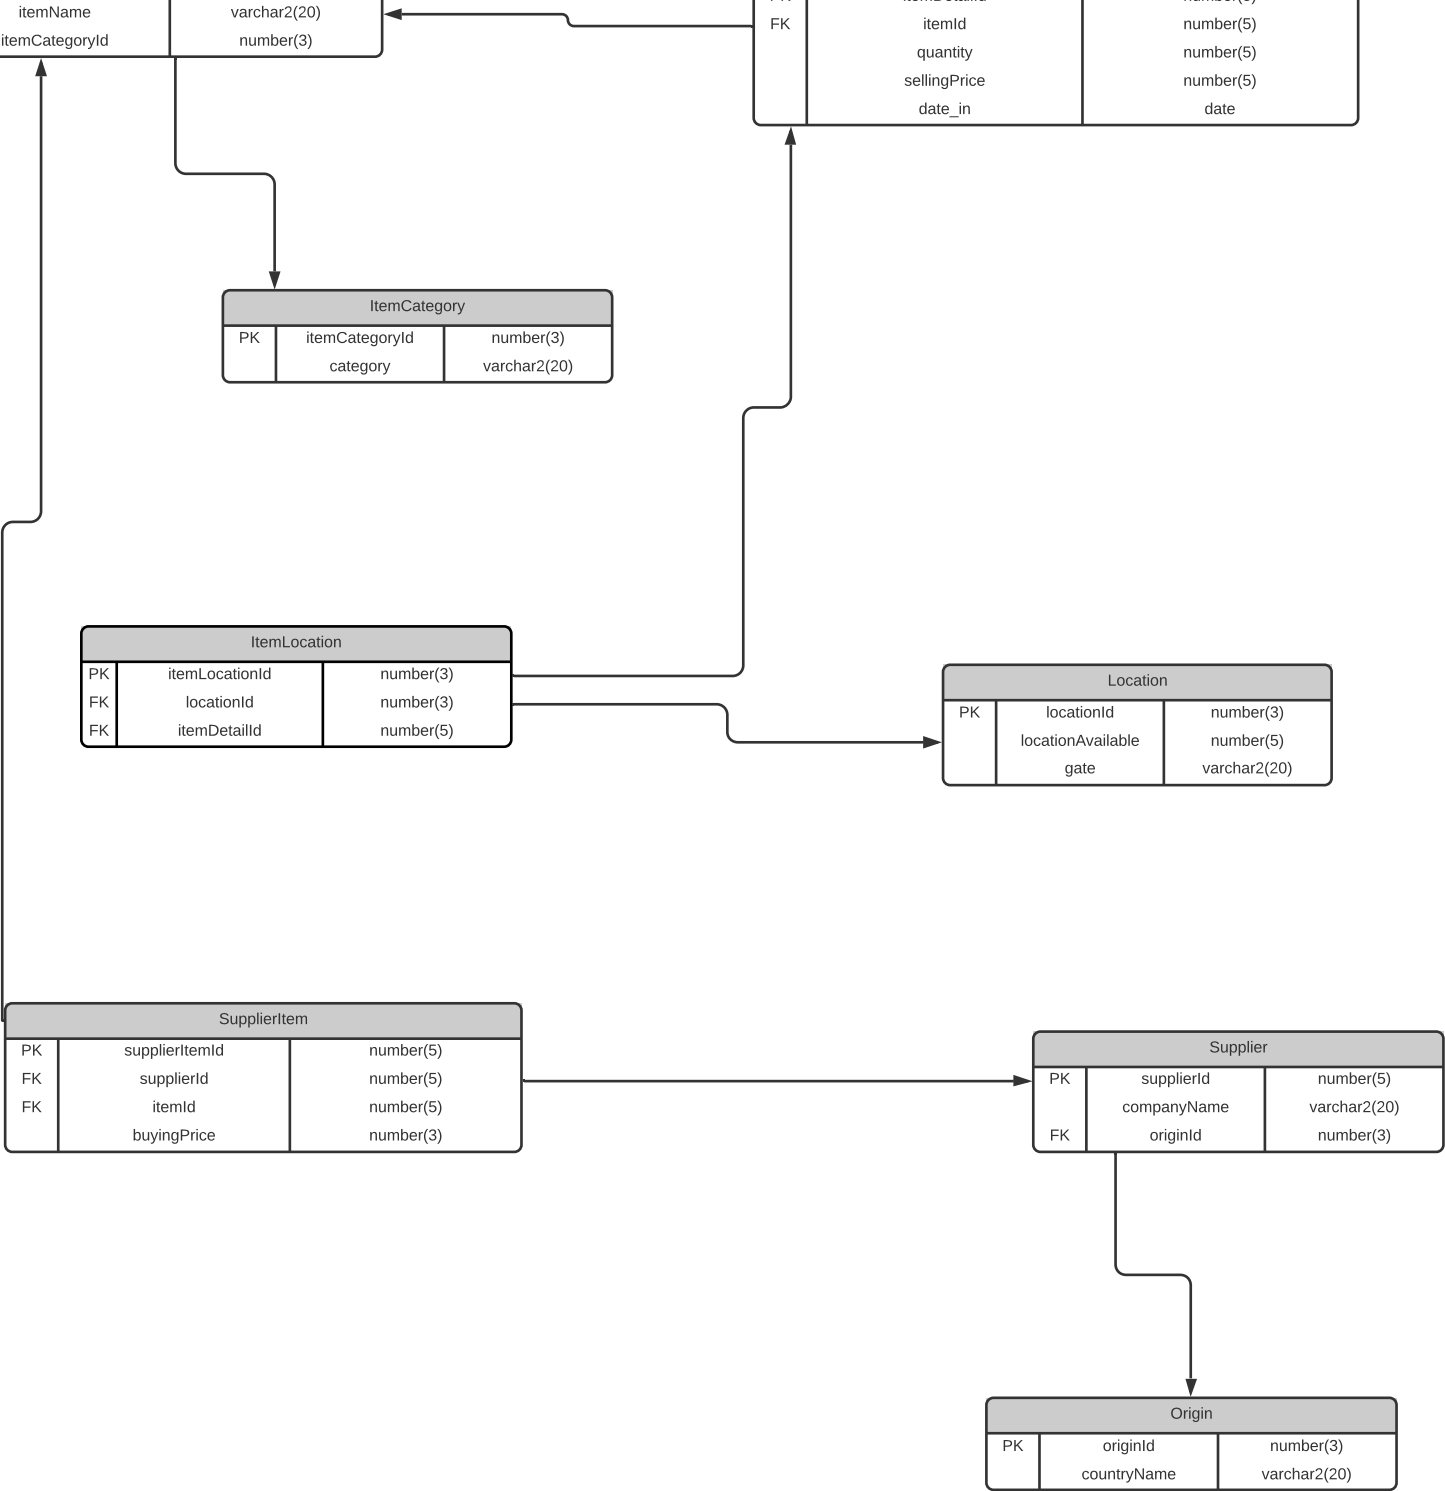 itemName varchar2(20)
itemCategoryId number(3)
FK itemId number(5)
quantity number(5)
sellingPrice number(5)
date_in date
ItemCategory
PK itemCategoryId number(3)
category varchar2(20)
ItemLocation
PK itemLocationId number(3)
FK locationId number(3)
FK itemDetailId number(5)
Location
PK locationId number(3)
locationAvailable number(5)
gate varchar2(20)
SupplierItem
PK supplierItemId number(5)
FK supplierId number(5)
FK itemId number(5)
buyingPrice number(3)
Supplier
PK supplierId number(5)
companyName varchar2(20)
FK originId number(3)
Origin
PK originId number(3)
countryName varchar2(20)